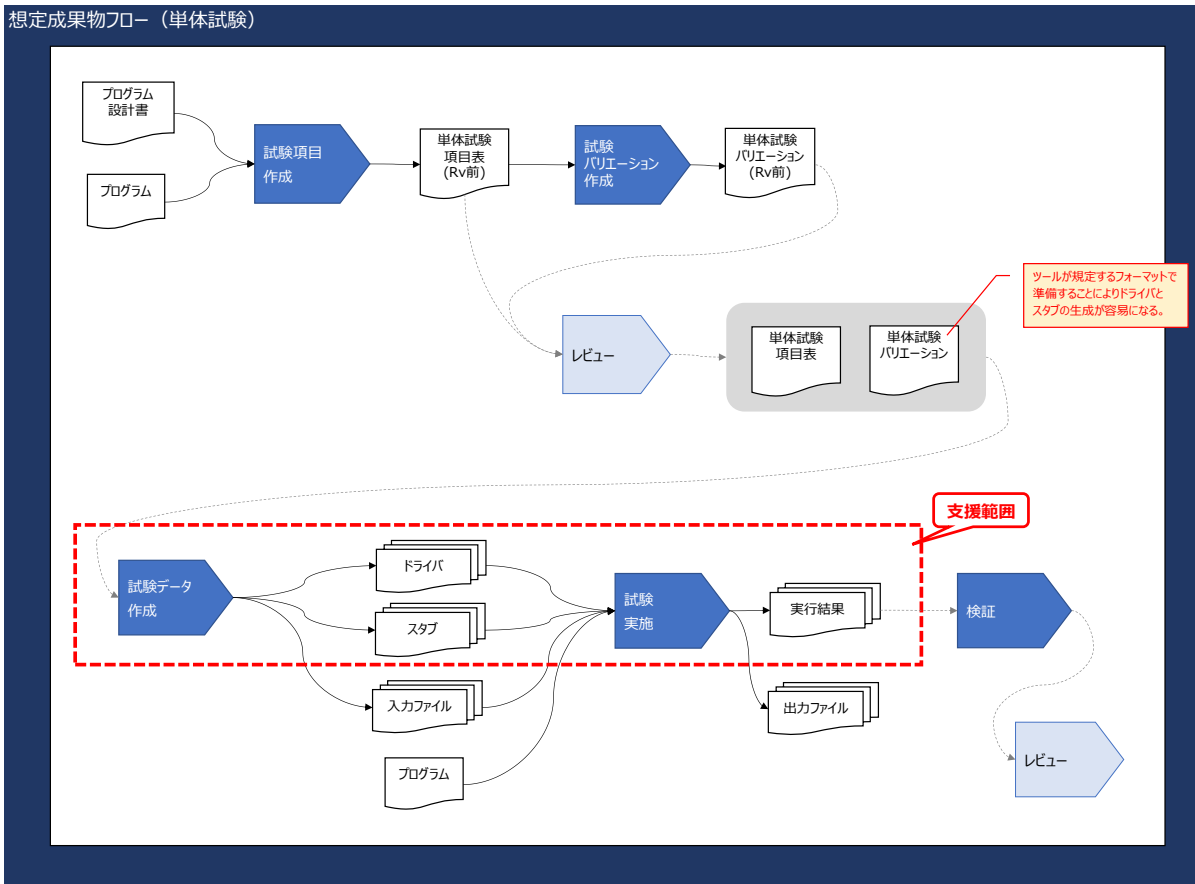 想定成果物フロー（単体試験）
プログラム
設計書
プログラム
試験項目
作成
単体試験
項目表
(Rv前)
試験
バリエーション
作成
単体試験
バリエーション
(Rv前)
ツールが規定するフォーマットで
準備することによりドライバと
スタブの生成が容易になる。
レビュー
単体試験
項目表
単体試験
バリエーション
支援範囲
試験データ
作成
ドライバ
スタブ
入力ファイル
プログラム
試験
実施
実行結果
出力ファイル
検証
レビュー